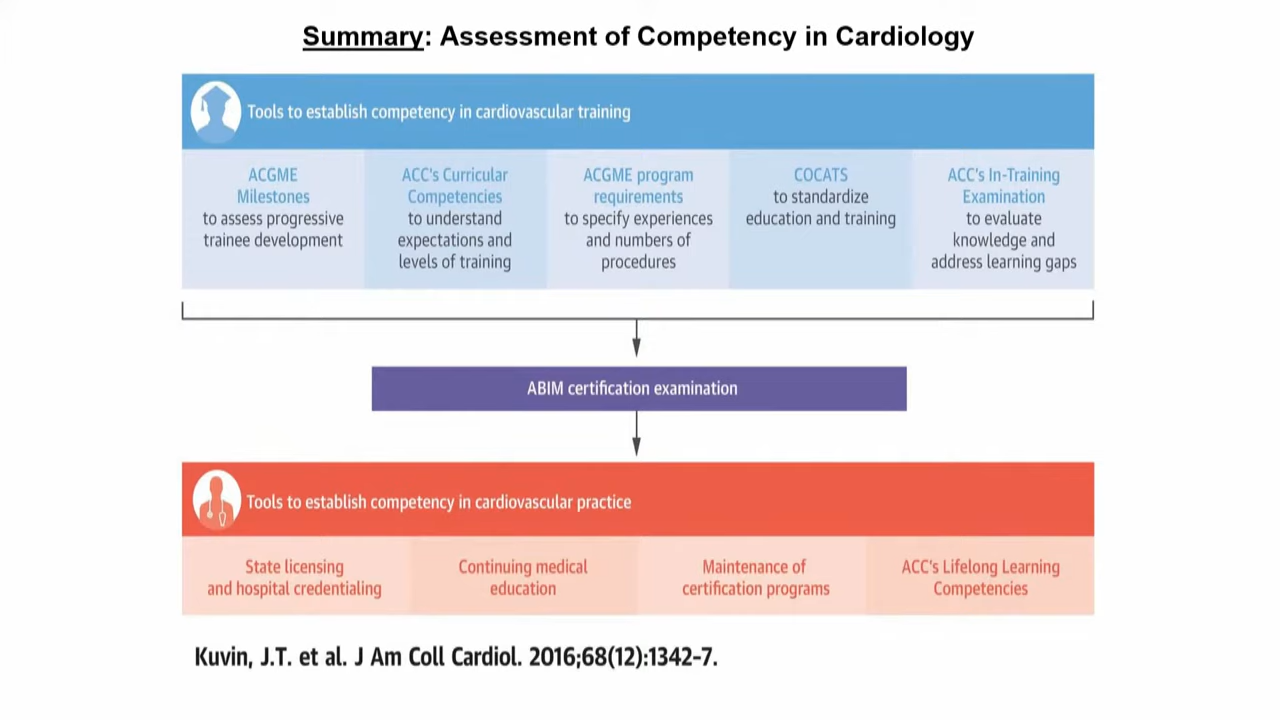 Summary: Assessment of Competency in Cardiology
Tools to establish competency in cardiovascular training
ACGME
Milestones
to assess progressive
trainee development
ACC's Curricular
Competencies
to understand
expectations and
levels of training
ACGME program
requirements
to specify experiences
and numbers of
procedures
COCATS
to standardize
education and training
ACC's In-Training
Examination
to evaluate
knowledge and
address learning gaps
ABIM certification examination
Tools to establish competency in cardiovascular practice
State licensing
and hospital credentialing
Continuing medical
education
Maintenance of
certification programs
ACC's Lifelong Learning
Competencies
Kuvin, J.T. et al. J Am Coll Cardiol. 2016;68(12):1342–7.